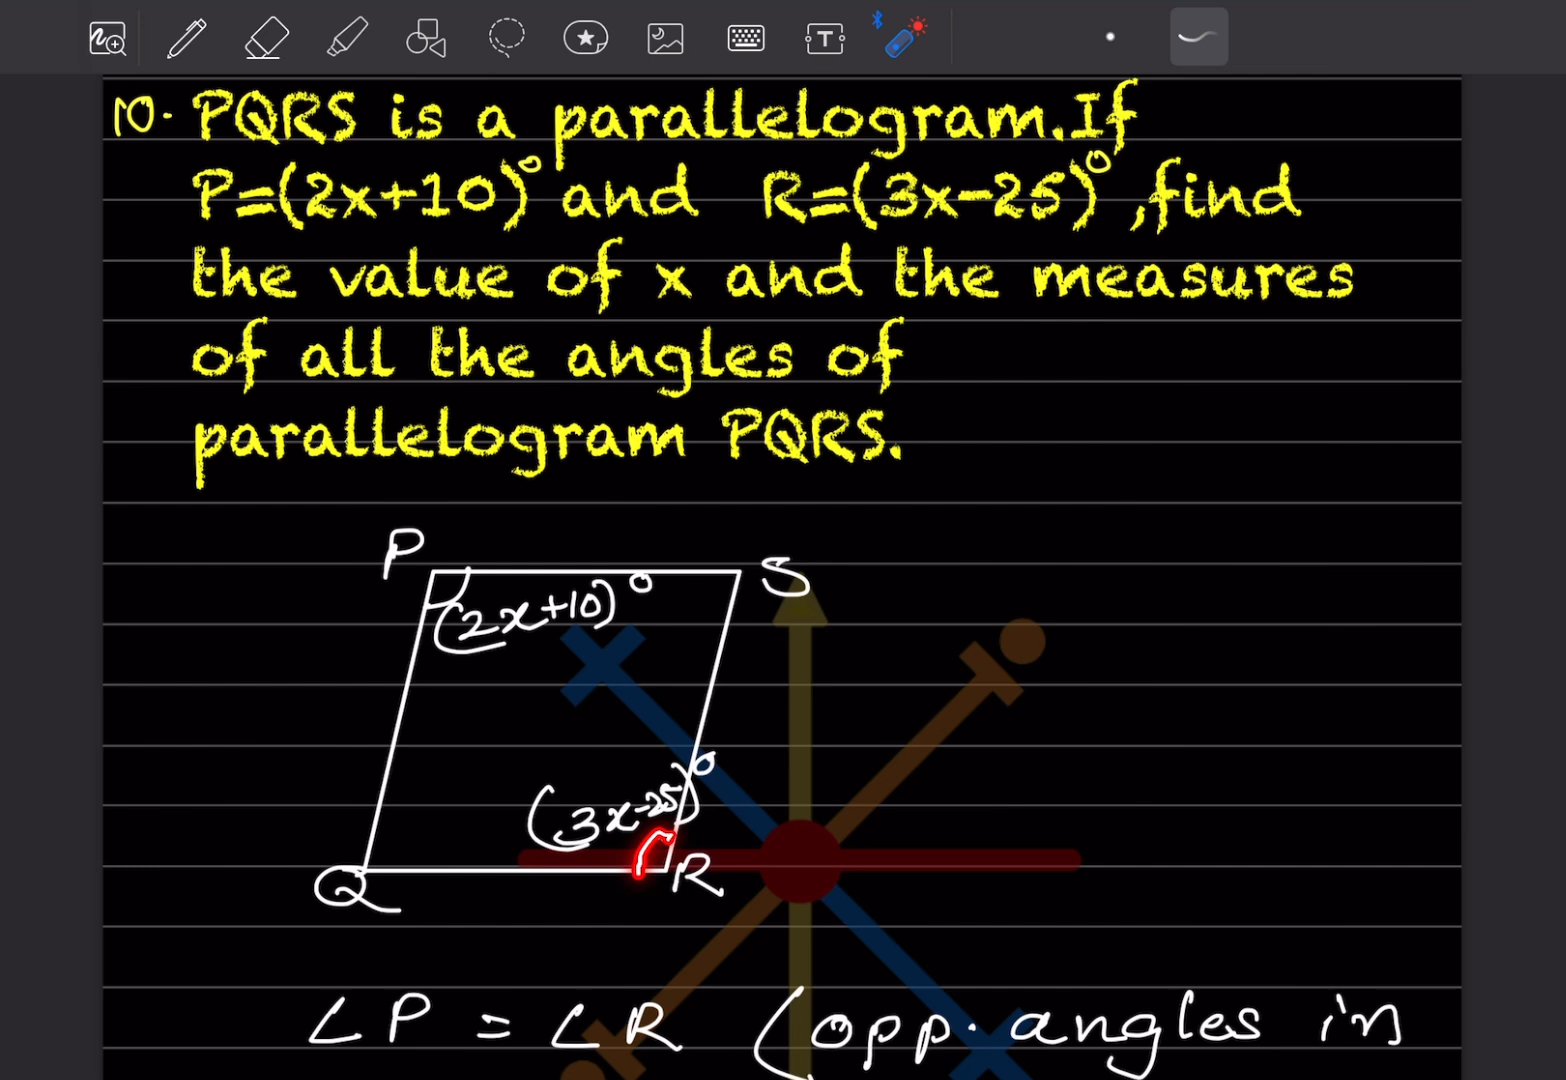 10. PQRS is a parallelogram.If
P=(2x+10)° and R=(3x-25)°,find
the value of x and the measures
of all the angles of
parallelogram PQRS.
P
S
(2x+10)°
(3x-25)°
Q
R
∠P = ∠R (opp. angles in